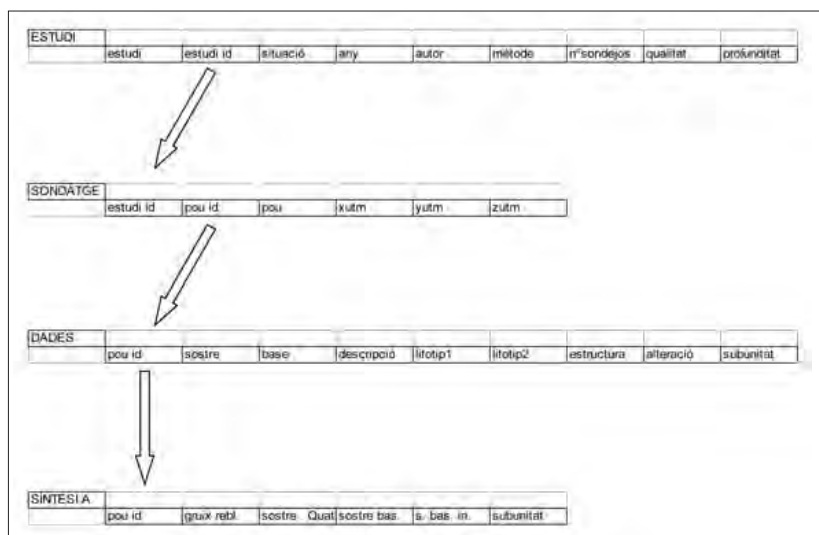 ESTUDI
estudi estudi id situació any autor mètode nºsondejos qualitat profunditat
SONDATGE
estudi id pou id pou xutm yutm zutm
DADES
pou id sostre base descripció litotip1 litotip2 estructura alteració subunitat
SÍNTESI A
pou id gruix rebl. sostre Quat sostre bas. s. bas. in. subunitat